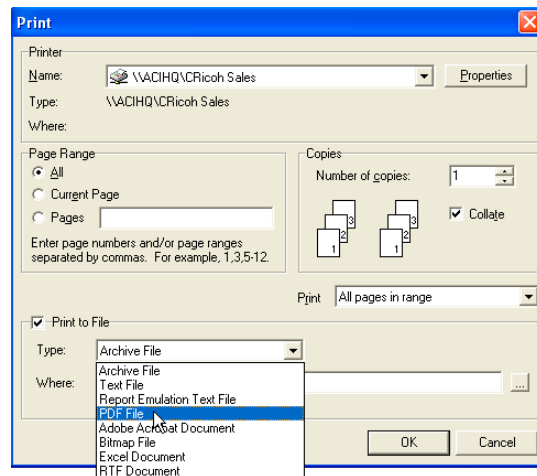 Print
Printer
Name: \\ACIHQ\CRicoh Sales Properties
Type: \\ACIHQ\CRicoh Sales
Where:
Page Range
All
Current Page
Pages
Enter page numbers and/or page ranges
separated by commas. For example, 1,3,5-12.
Copies
Number of copies: 1
1 2 3 1 2 3
Collate
Print All pages in range
Print to File
Type: Archive File
Where: ...
Archive File
Text File
Report Emulation Text File
PDF File
Adobe Acrobat Document
Bitmap File
Excel Document
RTF Document
OK Cancel